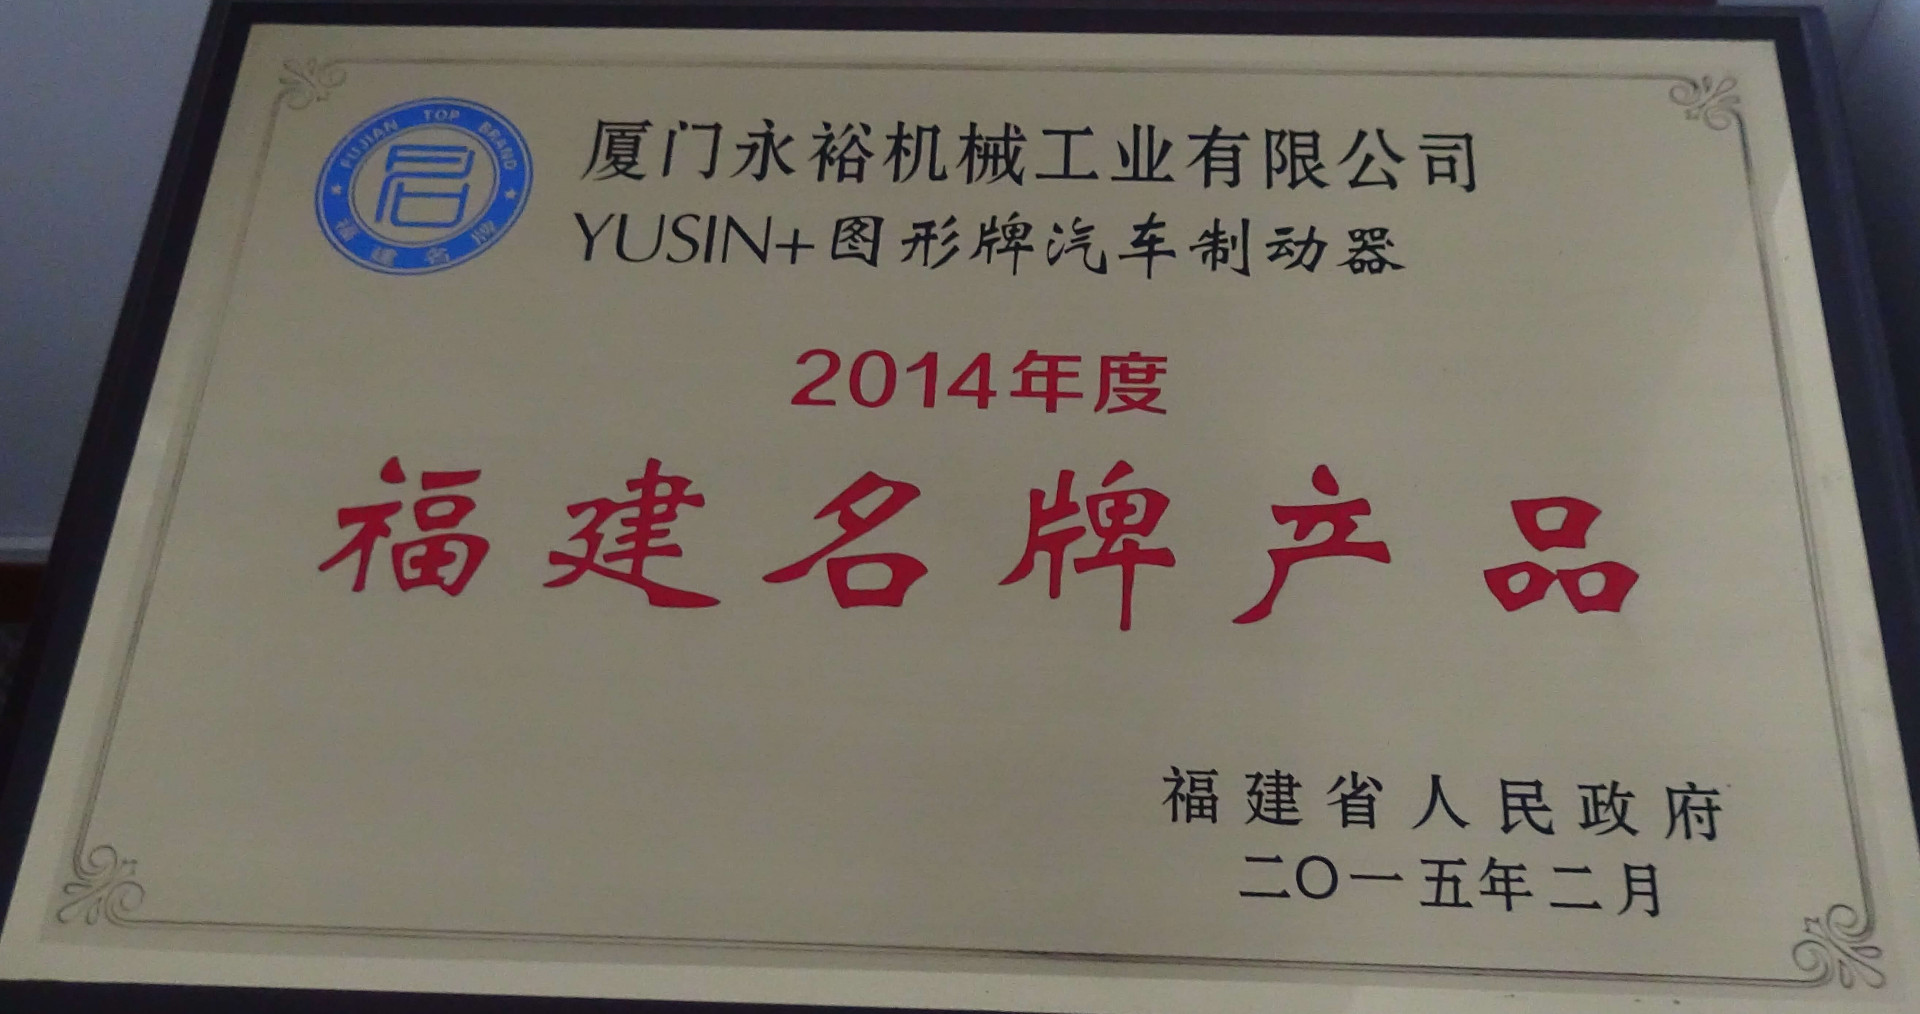 FUJIAN TOP BRAND
福建名牌
厦门永裕机械工业有限公司
YUSIN+图形牌汽车制动器
2014年度
福建名牌产品
福建省人民政府
二〇一五年二月